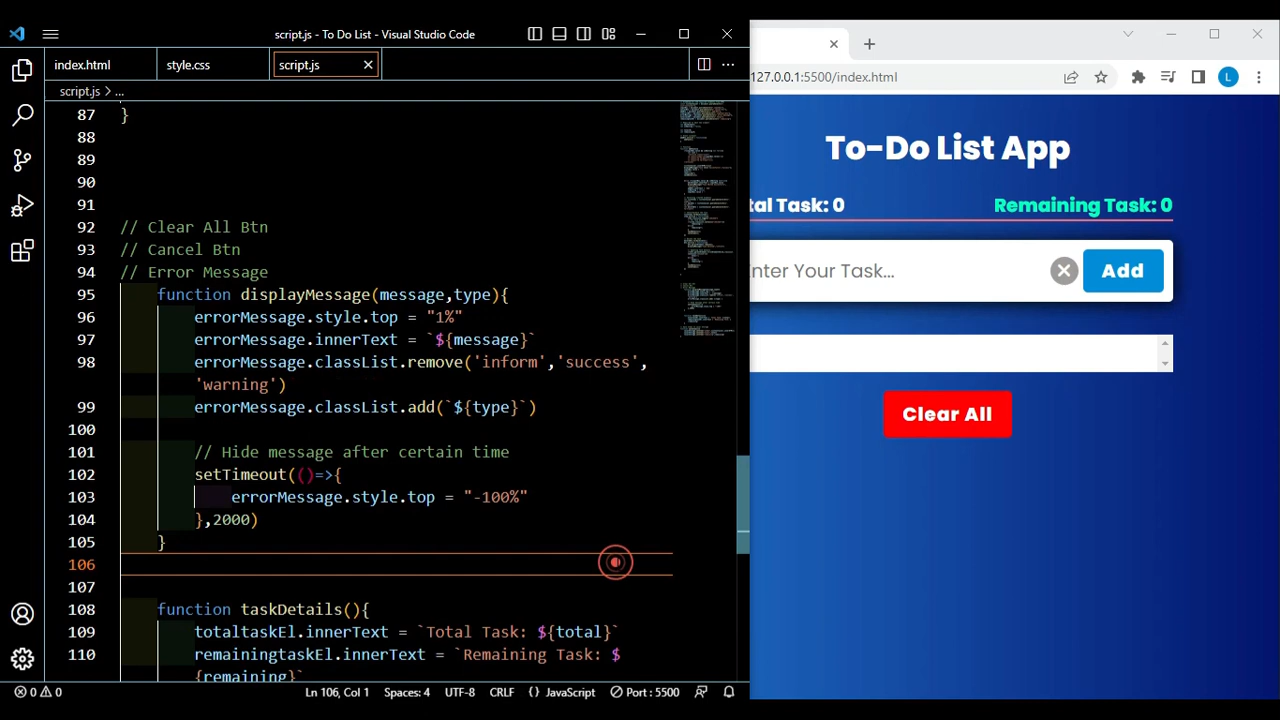 script.js - To Do List - Visual Studio Code
index.html
style.css
script.js
script.js > ...
87 }
88
89
90
91
92 // Clear All Btn
93 // Cancel Btn
94 // Error Message
95 function displayMessage(message,type){
96 errorMessage.style.top = "1%"
97 errorMessage.innerText = `${message}`
98 errorMessage.classList.remove('inform','success',
'warning')
99 errorMessage.classList.add(`${type}`)
100
101 // Hide message after certain time
102 setTimeout(()=>{
103 errorMessage.style.top = "-100%"
104 },2000)
105 }
106
107
108 function taskDetails(){
109 totaltaskEl.innerText = `Total Task: ${total}`
110 remainingtaskEl.innerText = `Remaining Task: $
{remaining}`
0 0
Ln 106, Col 1
Spaces: 4
UTF-8
CRLF
{} JavaScript
Port : 5500
127.0.0.1:5500/index.html
L
To-Do List App
tal Task: 0
Remaining Task: 0
nter Your Task...
Add
Clear All